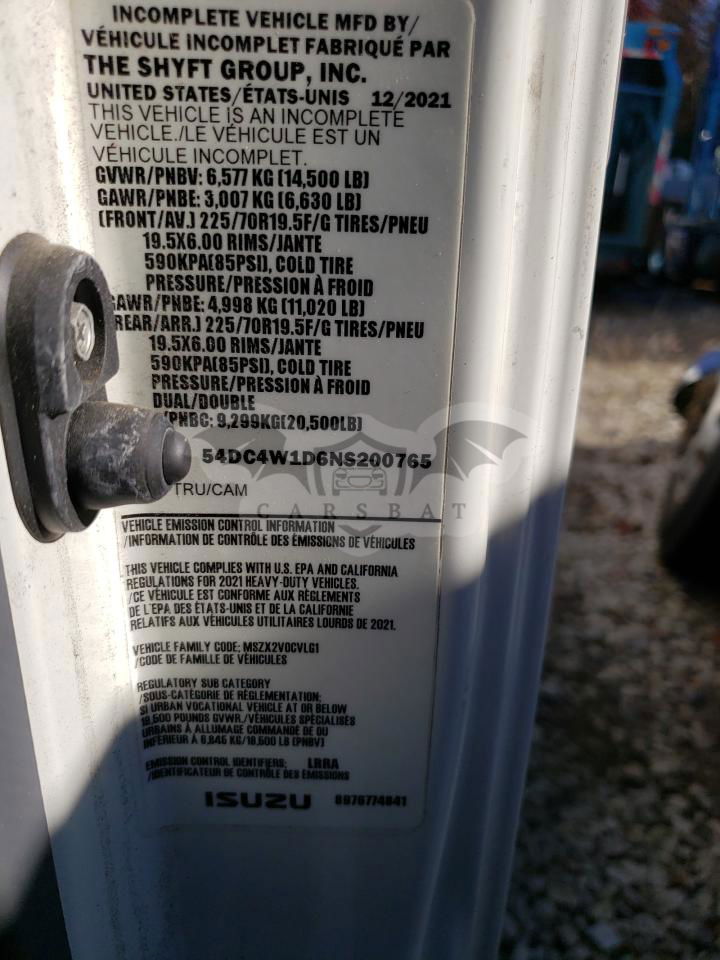 INCOMPLETE VEHICLE MFD BY/
VÉHICULE INCOMPLET FABRIQUÉ PAR
THE SHYFT GROUP, INC.
UNITED STATES/ÉTATS-UNIS 12/2021
THIS VEHICLE IS AN INCOMPLETE
VEHICLE./LE VÉHICULE EST UN
VÉHICULE INCOMPLET.
GVWR/PNBV: 6,577 KG (14,500 LB)
GAWR/PNBE: 3,007 KG (6,630 LB)
(FRONT/AV.) 225/70R19.5F/G TIRES/PNEU
19.5X6.00 RIMS/JANTE
590KPA(85PSI), COLD TIRE
PRESSURE/PRESSION À FROID
GAWR/PNBE: 4,998 KG (11,020 LB)
REAR/ARR.) 225/70R19.5F/G TIRES/PNEU
19.5X6.00 RIMS/JANTE
590KPA(85PSI), COLD TIRE
PRESSURE/PRESSION À FROID
DUAL/DOUBLE
/PNBC: 9,299KG(20,500LB)
54DC4W1D6NS200765
CARSBAT
TRU/CAM
VEHICLE EMISSION CONTROL INFORMATION
/INFORMATION DE CONTRÔLE DES ÉMISSIONS DE VÉHICULES
THIS VEHICLE COMPLIES WITH U.S. EPA AND CALIFORNIA
REGULATIONS FOR 2021 HEAVY-DUTY VEHICLES.
/CE VÉHICULE EST CONFORME AUX RÈGLEMENTS
DE L'EPA DES ÉTATS-UNIS ET DE LA CALIFORNIE
RELATIFS AUX VÉHICULES UTILITAIRES LOURDS DE 2021.
VEHICLE FAMILY CODE: MSZX2VOCVLG1
/CODE DE FAMILLE DE VÉHICULES
REGULATORY SUB CATEGORY
/SOUS-CATÉGORIE DE RÉGLEMENTATION:
SI URBAN VOCATIONAL VEHICLE AT OR BELOW
19,500 POUNDS GVWR./VÉHICULES SPÉCIALISÉS
URBAINS À ALLUMAGE COMMANDÉ DE OU
INFÉRIEUR À 8,845 KG/19,500 LB (PNBV)
EMISSION CONTROL IDENTIFIERS: LRRA
/IDENTIFICATEUR DE CONTRÔLE DES ÉMISSIONS
ISUZU 8976774841